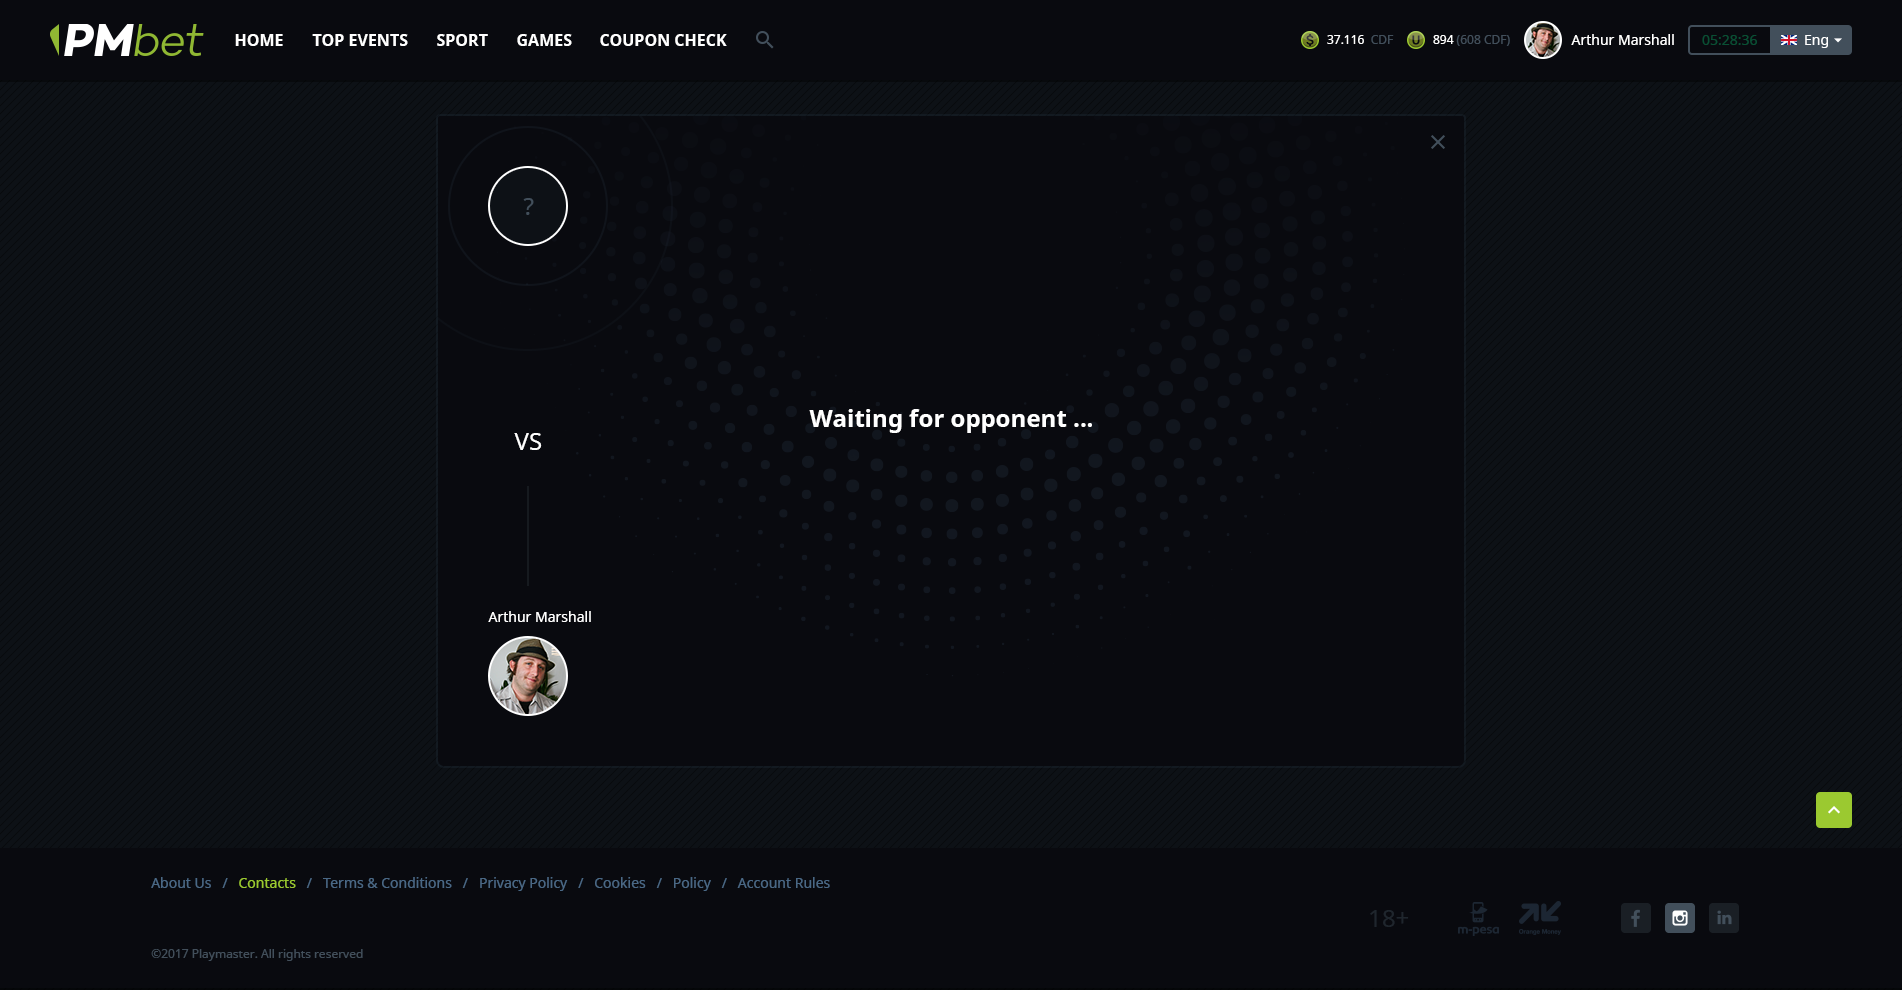 PMbet HOME TOP EVENTS SPORT GAMES COUPON CHECK 37.116 CDF 894 (608 CDF) Arthur Marshall 05:28:36 Eng
?
Waiting for opponent ...
VS
Arthur Marshall
About Us / Contacts / Terms & Conditions / Privacy Policy / Cookies / Policy / Account Rules
18+ m-pesa Orange Money f in
©2017 Playmaster. All rights reserved